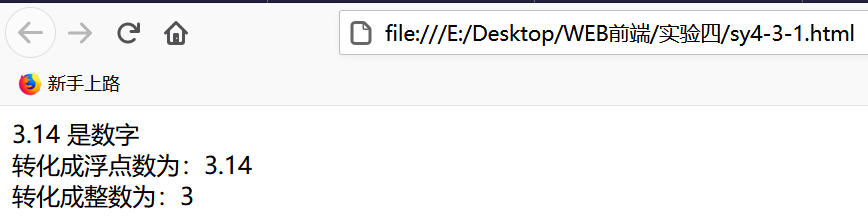 file:///E:/Desktop/WEB前端/实验四/sy4-3-1.html
新手上路
3.14 是数字
转化成浮点数为：3.14
转化成整数为：3